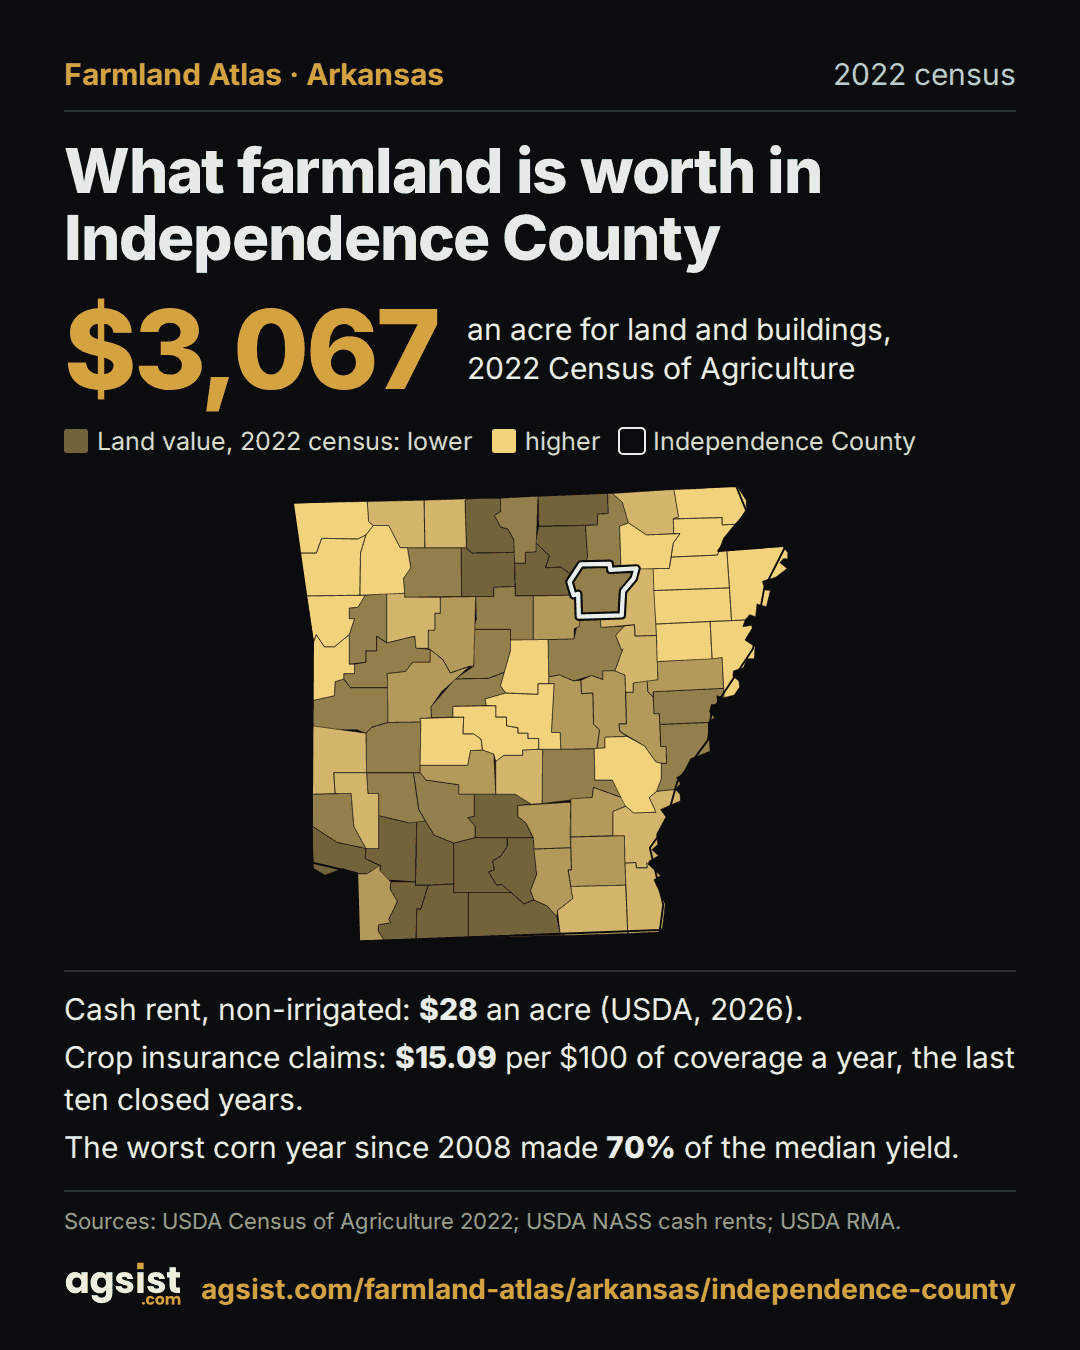 Farmland Atlas · Arkansas
2022 census
What farmland is worth in
Independence County
$3,067
an acre for land and buildings,
2022 Census of Agriculture
Land value, 2022 census: lower
higher
Independence County
Cash rent, non-irrigated: $28 an acre (USDA, 2026).
Crop insurance claims: $15.09 per $100 of coverage a year, the last
ten closed years.
The worst corn year since 2008 made 70% of the median yield.
Sources: USDA Census of Agriculture 2022; USDA NASS cash rents; USDA RMA.
agsist
.com
agsist.com/farmland-atlas/arkansas/independence-county